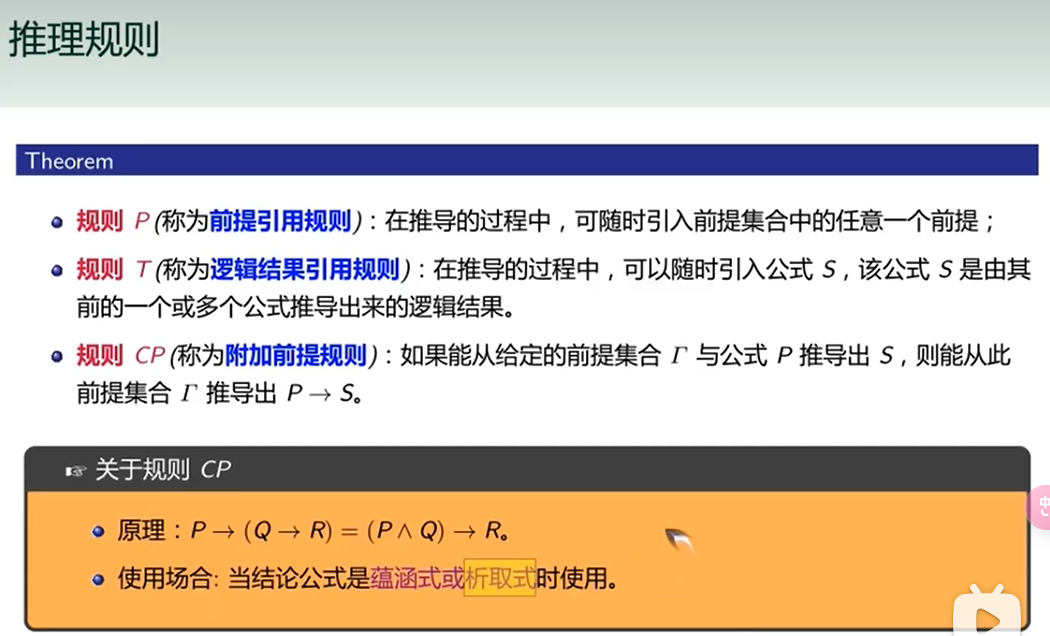 推理规则
Theorem
规则 P (称为前提引用规则)：在推导的过程中，可随时引入前提集合中的任意一个前提；
规则 T (称为逻辑结果引用规则)：在推导的过程中，可以随时引入公式 S，该公式 S 是由其
前的一个或多个公式推导出来的逻辑结果。
规则 CP (称为附加前提规则)：如果能从给定的前提集合 Γ 与公式 P 推导出 S，则能从此
前提集合 Γ 推导出 P → S。
☞ 关于规则 CP
原理：P → (Q → R) = (P ∧ Q) → R。
使用场合: 当结论公式是蕴涵式或析取式时使用。